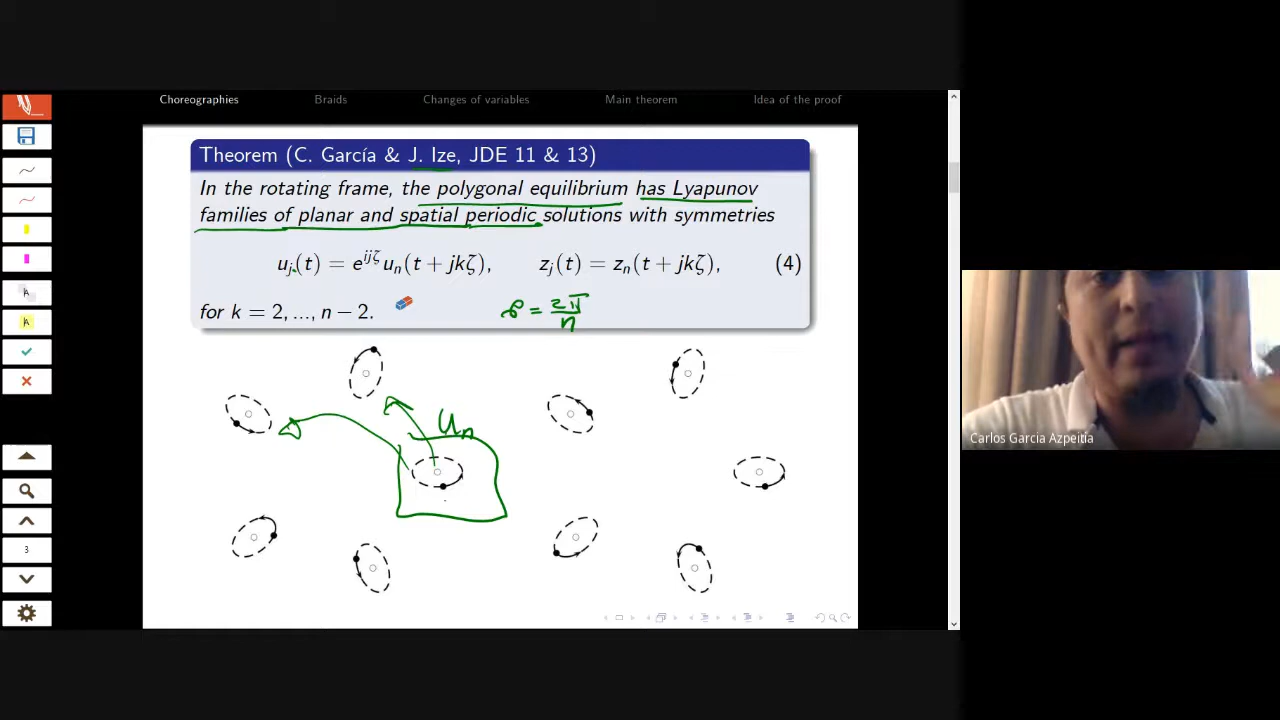 Choreographies Braids Changes of variables Main theorem Idea of the proof
Theorem (C. García & J. Ize, JDE 11 & 13)
In the rotating frame, the polygonal equilibrium has Lyapunov
families of planar and spatial periodic solutions with symmetries
u_j(t) = e^{ijζ}u_n(t + jkζ), z_j(t) = z_n(t + jkζ), (4)
for k = 2, ..., n − 2.
ζ = 2π/n
u_n
3
Carlos Garcia Azpeitia